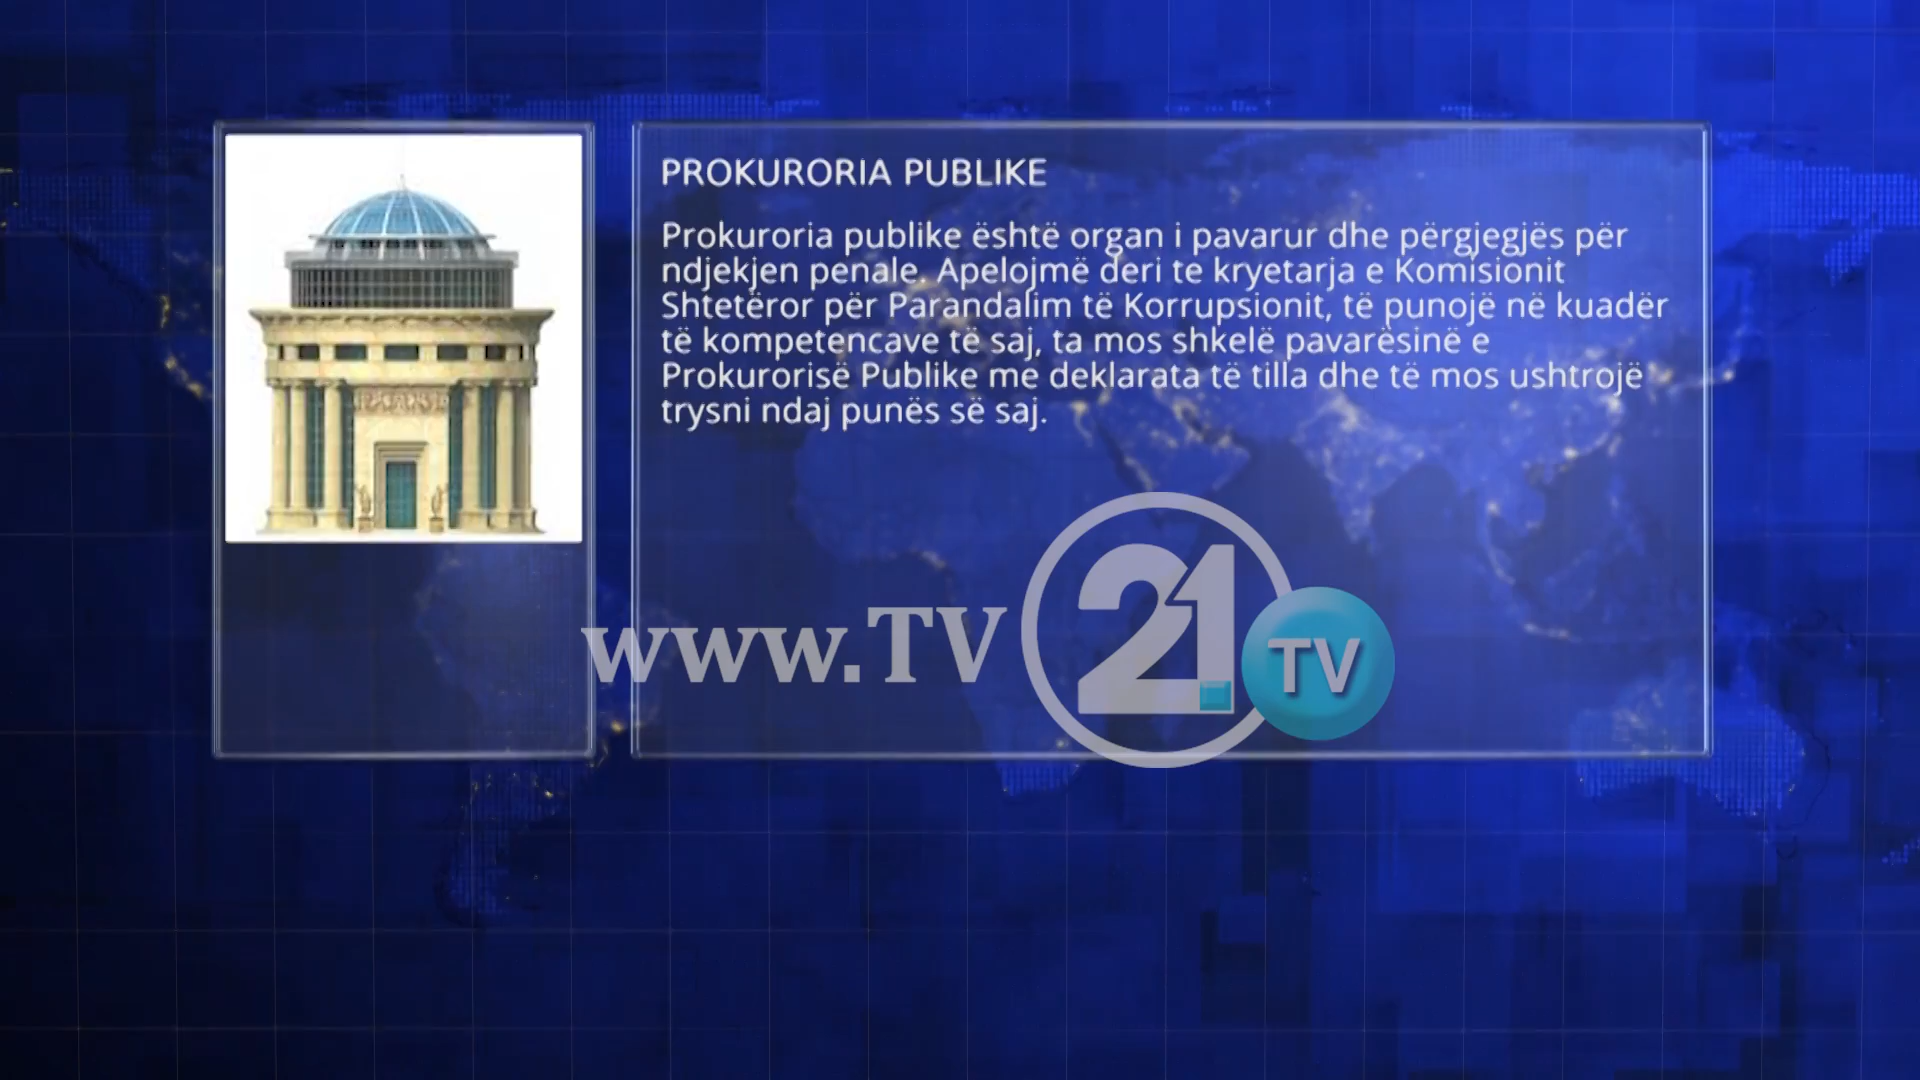 PROKURORIA PUBLIKE
Prokuroria publike është organ i pavarur dhe përgjegjës për
ndjekjen penale. Apelojmë deri te kryetarja e Komisionit
Shtetëror për Parandalim të Korrupsionit, të punojë në kuadër
të kompetencave të saj, ta mos shkelë pavarësinë e
Prokurorisë Publike me deklarata të tilla dhe të mos ushtrojë
trysni ndaj punës së saj.
www.TV 21 TV